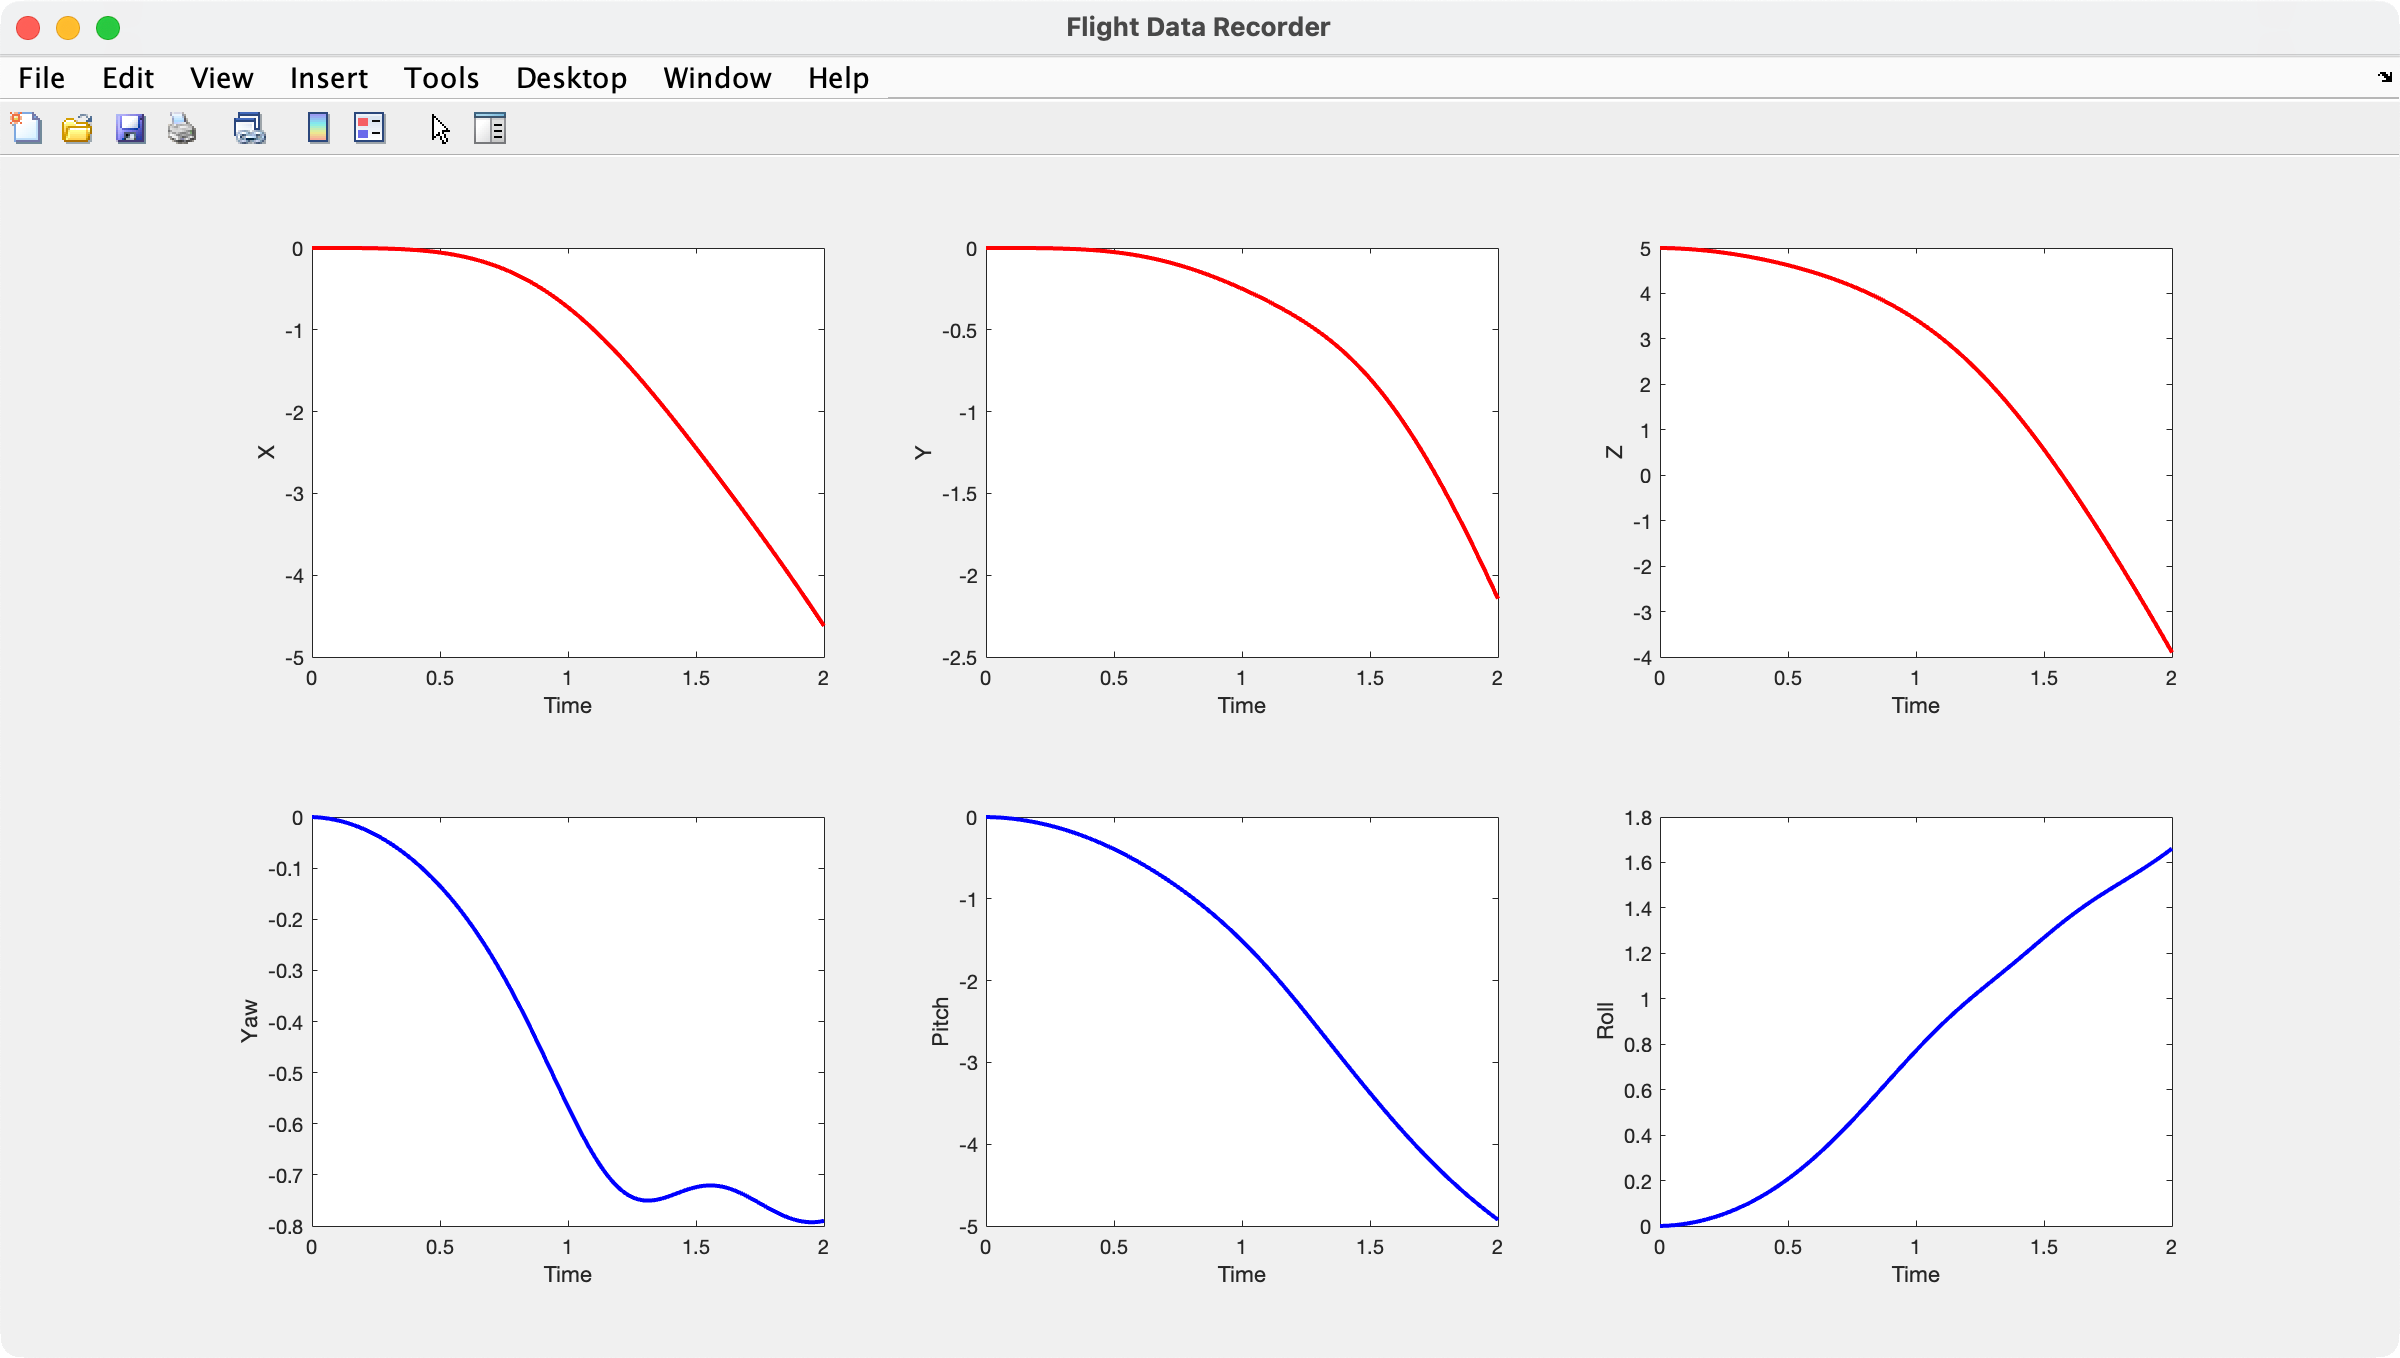 Flight Data Recorder
File Edit View Insert Tools Desktop Window Help
0
-1
-2
-3
-4
-5
X
0 0.5 1 1.5 2
Time
0
-0.5
-1
-1.5
-2
-2.5
Y
0 0.5 1 1.5 2
Time
5
4
3
2
1
0
-1
-2
-3
-4
Z
0 0.5 1 1.5 2
Time
0
-0.1
-0.2
-0.3
-0.4
-0.5
-0.6
-0.7
-0.8
Yaw
0 0.5 1 1.5 2
Time
0
-1
-2
-3
-4
-5
Pitch
0 0.5 1 1.5 2
Time
1.8
1.6
1.4
1.2
1
0.8
0.6
0.4
0.2
0
Roll
0 0.5 1 1.5 2
Time